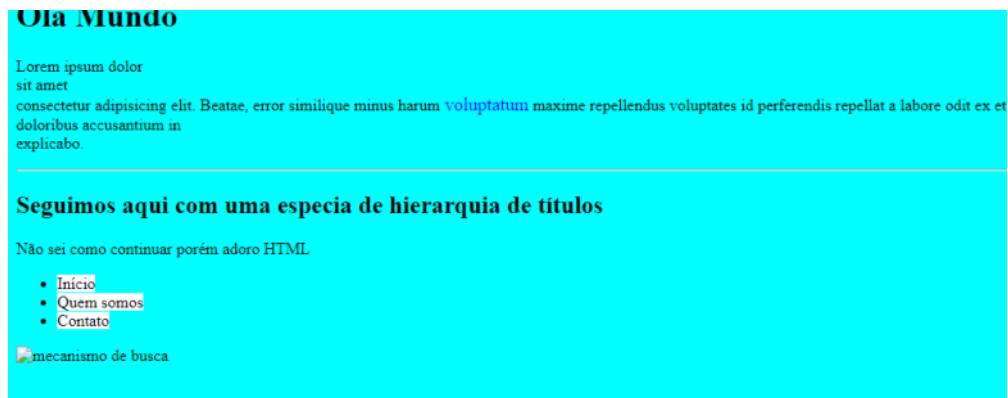 Olá Mundo
Lorem ipsum dolor
sit amet
consectetur adipisicing elit. Beatae, error similique minus harum voluptatum maxime repellendus voluptates id perferendis repellat a labore odit ex et
doloribus accusantium in
explicabo.
Seguimos aqui com uma especia de hierarquia de títulos
Não sei como continuar porém adoro HTML
Início
Quem somos
Contato
mecanismo de busca